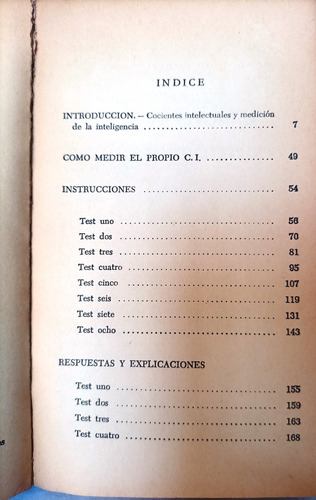 INDICE
INTRODUCCION. — Cocientes intelectuales y medición
de la inteligencia ............................ 7
COMO MEDIR EL PROPIO C. I. .............. 49
INSTRUCCIONES ........................... 54
Test uno ................................ 56
Test dos ................................ 70
Test tres ............................... 81
Test cuatro ............................. 95
Test cinco .............................. 107
Test seis ............................... 119
Test siete .............................. 131
Test ocho ............................... 143
RESPUESTAS Y EXPLICACIONES
Test uno ................................ 155
Test dos ................................ 159
Test tres ............................... 163
Test cuatro ............................. 168